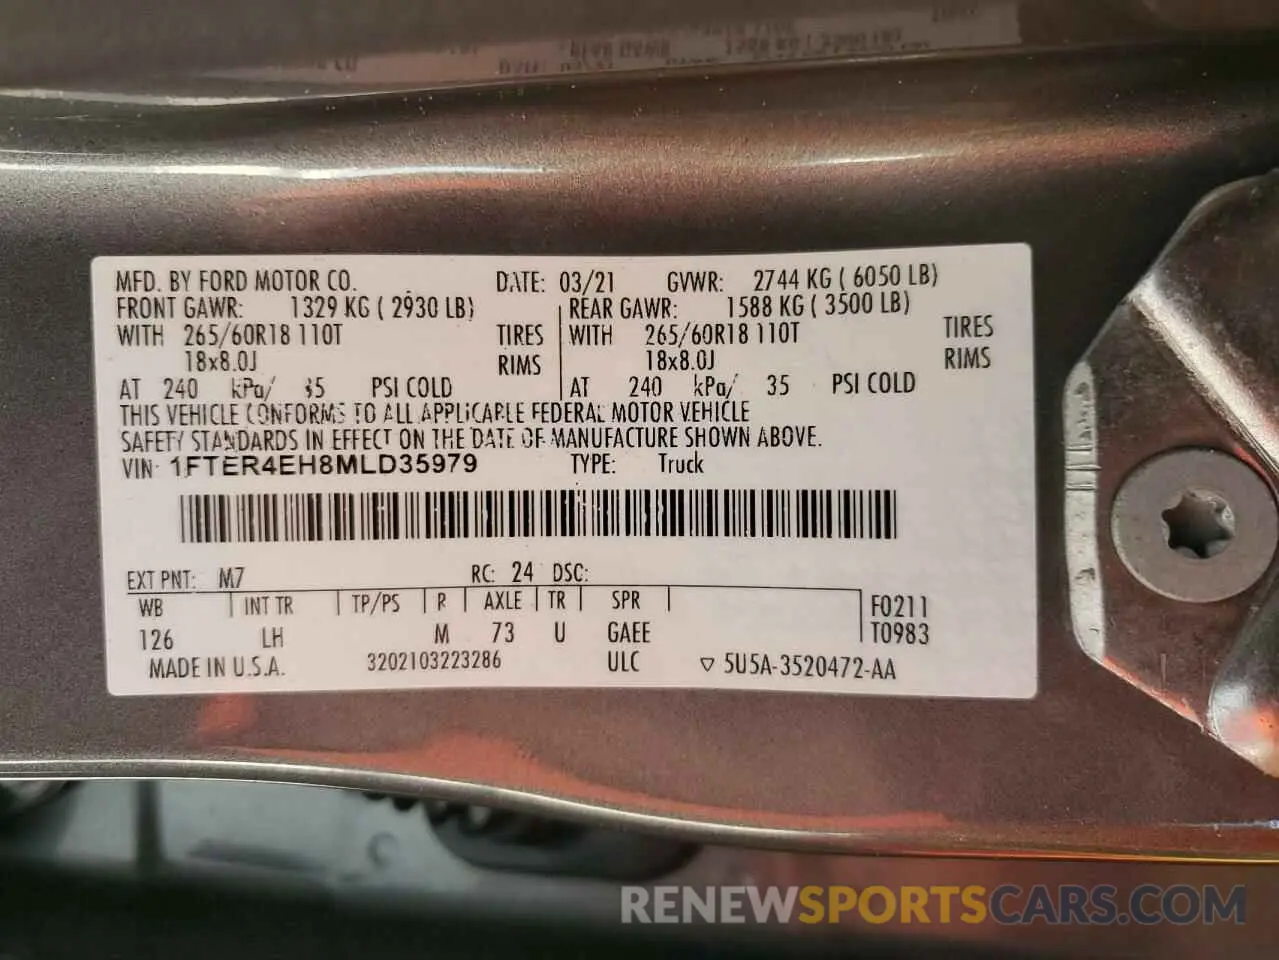 MFD. BY FORD MOTOR CO. DATE: 03/21 GVWR: 2744 KG ( 6050 LB)
FRONT GAWR: 1329 KG ( 2930 LB) REAR GAWR: 1588 KG ( 3500 LB)
WITH 265/60R18 110T TIRES WITH 265/60R18 110T TIRES
18x8.0J RIMS 18x8.0J RIMS
AT 240 kPa/ 35 PSI COLD AT 240 kPa/ 35 PSI COLD
THIS VEHICLE CONFORMS TO ALL APPLICABLE FEDERAL MOTOR VEHICLE
SAFETY STANDARDS IN EFFECT ON THE DATE OF MANUFACTURE SHOWN ABOVE.
VIN: 1FTER4EH8MLD35979 TYPE: Truck
EXT PNT: M7 RC: 24 DSC:
WB INT TR TP/PS R AXLE TR SPR F0211
126 LH M 73 U GAEE T0983
MADE IN U.S.A. 3202103223286 ULC ▽ 5U5A-3520472-AA
RENEWSPORTSCARS.COM